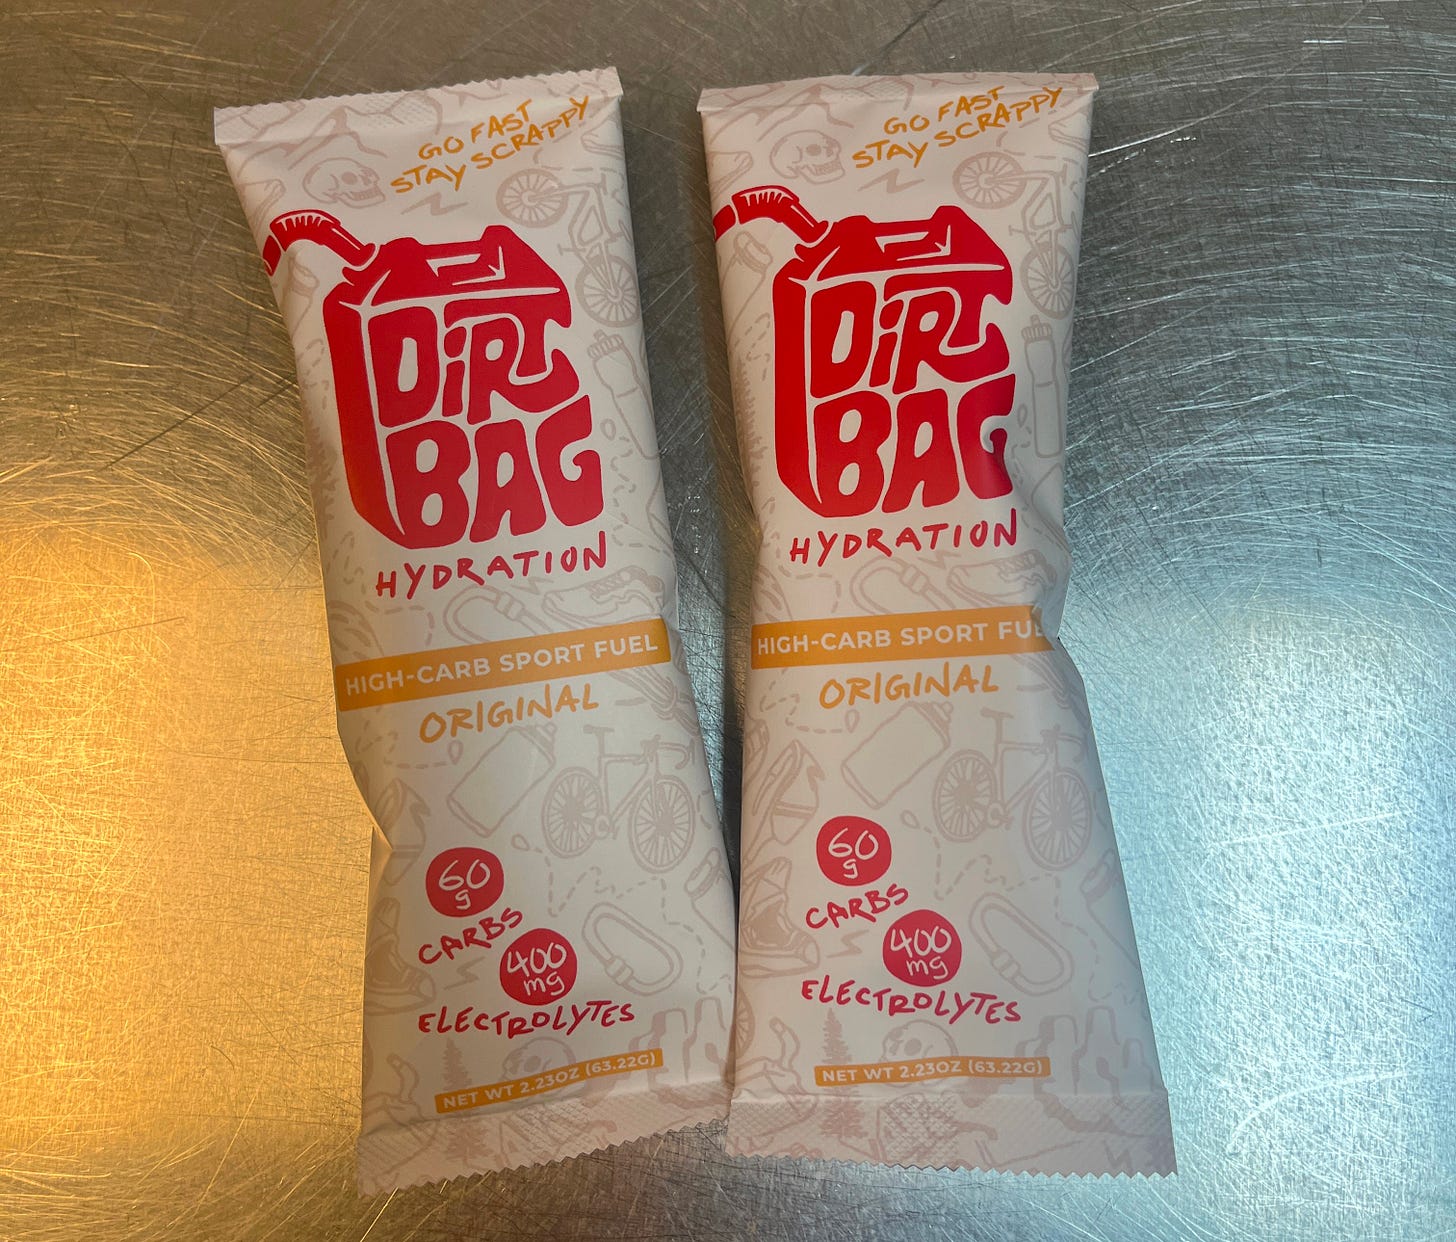 GO FAST
STAY SCRAPPY
DIRT
BAG
HYDRATION
HIGH-CARB SPORT FUEL
ORIGINAL
60
g
CARBS
400
mg
ELECTROLYTES
NET WT 2.23OZ (63.22G)
GO FAST
STAY SCRAPPY
DIRT
BAG
HYDRATION
HIGH-CARB SPORT FUE
ORIGINAL
60
g
CARBS
400
mg
ELECTROLYTES
NET WT 2.23OZ (63.22G)